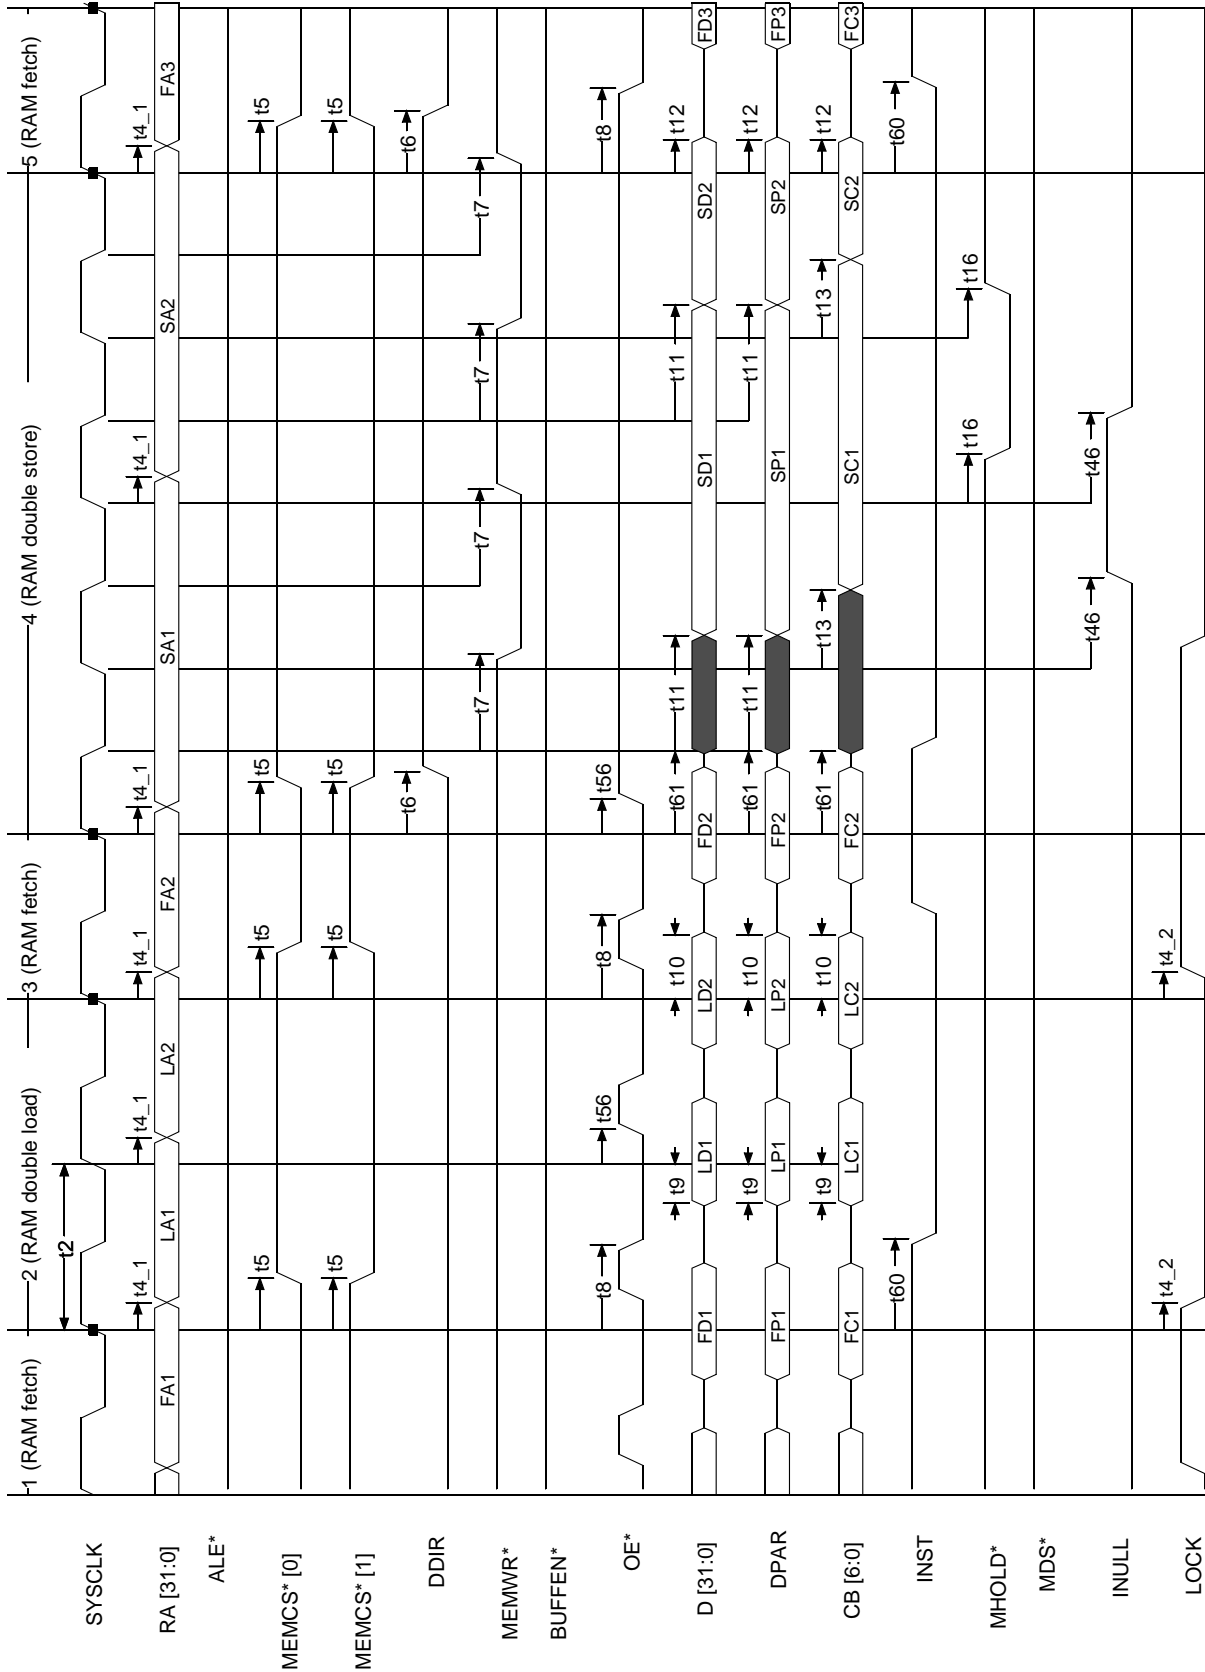 1 (RAM fetch)
2 (RAM double load)
3 (RAM fetch)
4 (RAM double store)
5 (RAM fetch)
SYSCLK
t2
t4_1
t4_1
t4_1
t4_1
t4_1
t4_1
RA [31:0]
FA1
LA1
LA2
FA2
SA1
SA2
FA3
ALE*
t5
t5
t5
t5
MEMCS* [0]
t5
t5
t5
t5
MEMCS* [1]
t6
t6
DDIR
t7
t7
t7
t7
MEMWR*
BUFFEN*
t8
t56
t8
t56
t8
OE*
t9
t10
t61
t11
t11
t12
D [31:0]
FD1
LD1
LD2
FD2
SD1
SD2
FD3
t9
t10
t61
t11
t11
t12
DPAR
FP1
LP1
LP2
FP2
SP1
SP2
FP3
t9
t10
t61
t13
t13
t12
CB [6:0]
FC1
LC1
LC2
FC2
SC1
SC2
FC3
t60
t60
INST
t16
t16
MHOLD*
MDS*
t46
t46
INULL
t4_2
t4_2
LOCK